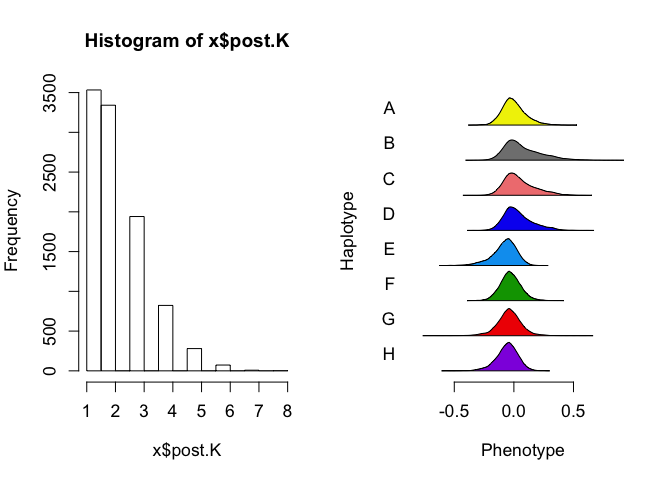 Histogram of x$post.K
Frequency
0
500
1500
2500
3500
1 2 3 4 5 6 7 8
x$post.K
Haplotype
A
B
C
D
E
F
G
H
-0.5 0.0 0.5
Phenotype